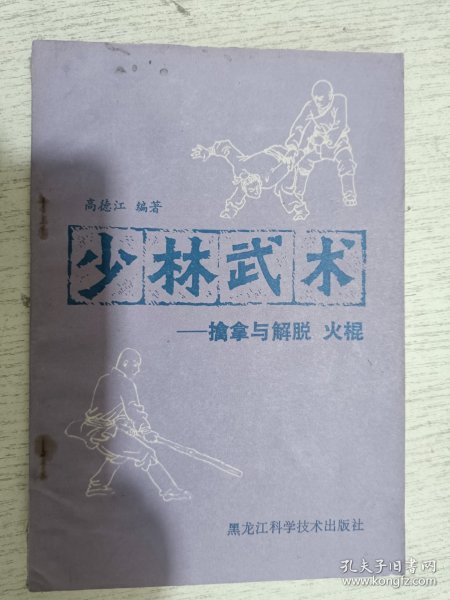 高德江 编著
少林武术
——擒拿与解脱 火棍
黑龙江科学技术出版社
孔夫子旧书网
www.kongfz.com